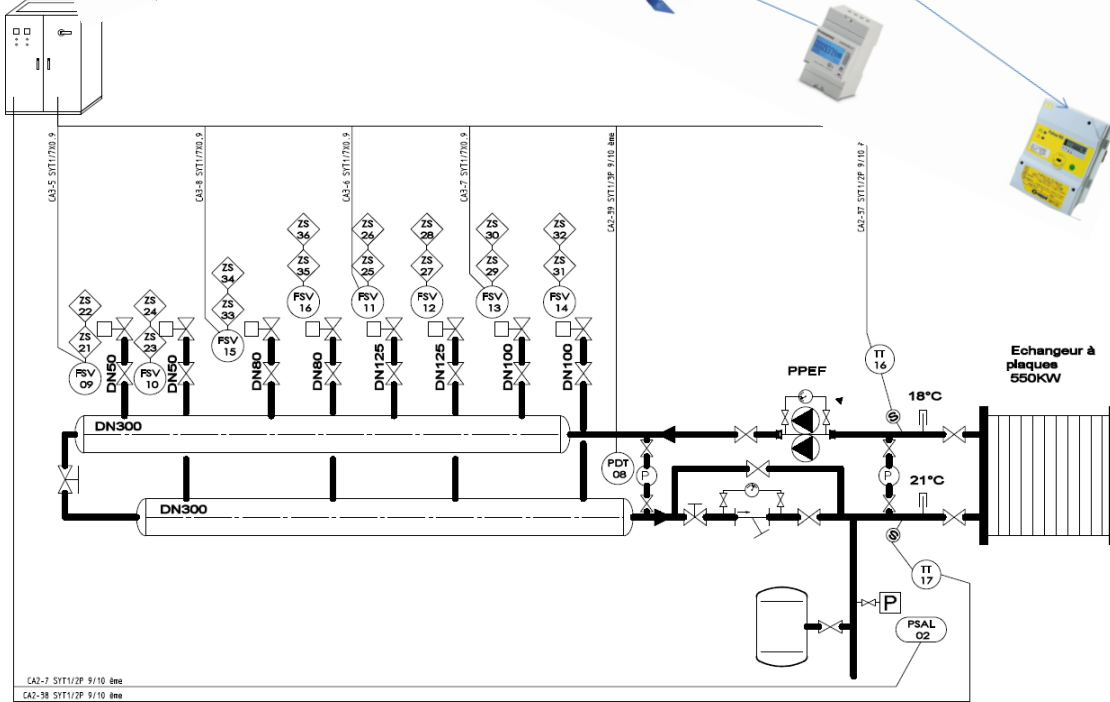 CA3-5 SYT1/7X0.9
CA3-8 SYT1/7X0.9
CA3-6 SYT1/7X0.9
CA3-7 SYT1/7X0.9
CA2-39 SYT1/3P 9/10 ème
CA2-37 SYT1/2P 9/10
ZS
22
ZS
21
FSV
09
DN50
ZS
24
ZS
23
FSV
10
DN50
ZS
34
ZS
33
FSV
15
DN80
ZS
36
ZS
35
FSV
16
DN80
ZS
26
ZS
25
FSV
11
DN125
ZS
28
ZS
27
FSV
12
DN125
ZS
30
ZS
29
FSV
13
DN100
ZS
32
ZS
31
FSV
14
DN100
TT
16
Echangeur à
plaques
550KW
PPEF
18°C
S
DN300
PDT
08
P
P
21°C
DN300
S
TT
17
P
PSAL
02
CA2-7 SYT1/2P 9/10 ème
CA2-38 SYT1/2P 9/10 ème